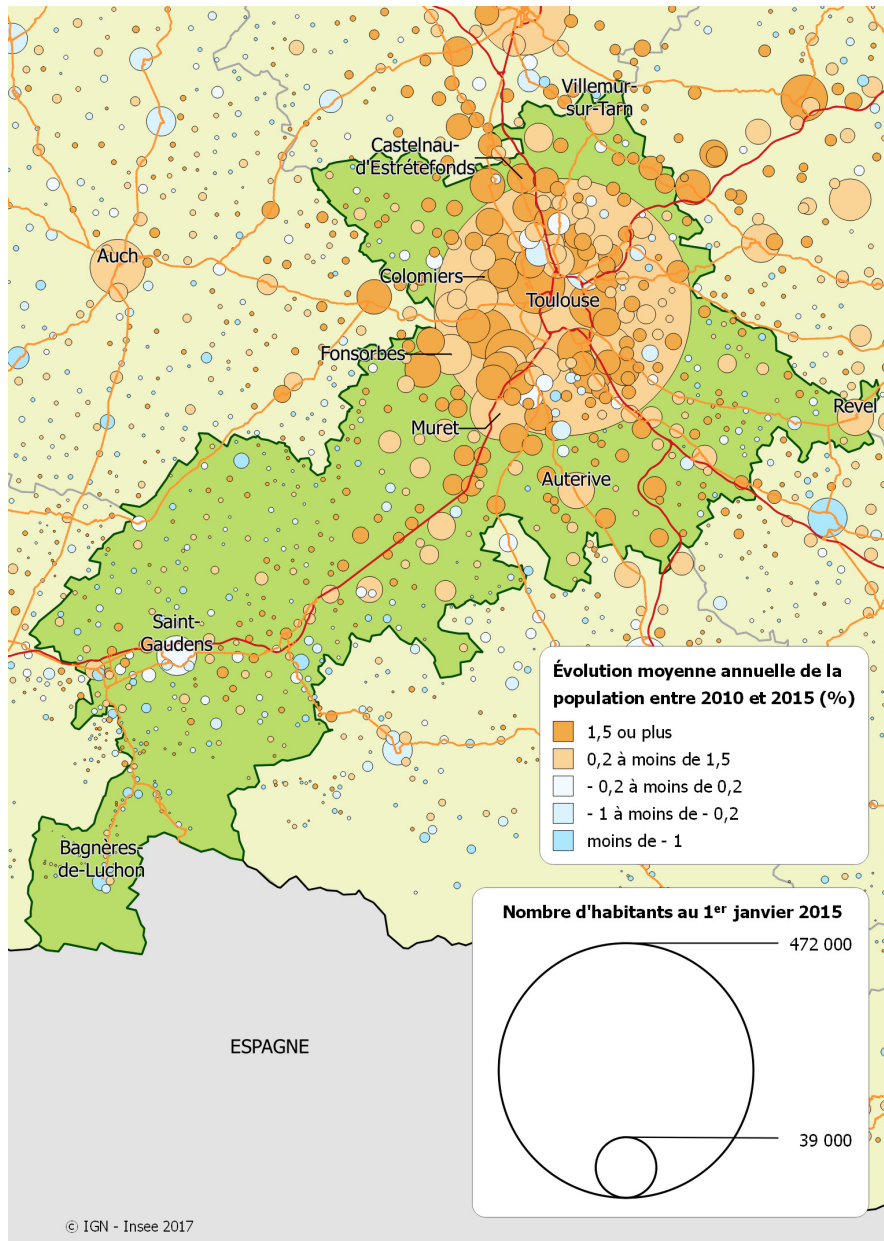 Villemur-
sur-Tarn
Castelnau-
d'Estrétefonds
Auch
Colomiers
Toulouse
Fonsorbes
Revel
Muret
Auterive
Saint-
Gaudens
Évolution moyenne annuelle de la
population entre 2010 et 2015 (%)
1,5 ou plus
0,2 à moins de 1,5
- 0,2 à moins de 0,2
- 1 à moins de - 0,2
moins de - 1
Bagnères-
de-Luchon
Nombre d'habitants au 1er janvier 2015
472 000
39 000
ESPAGNE
© IGN - Insee 2017